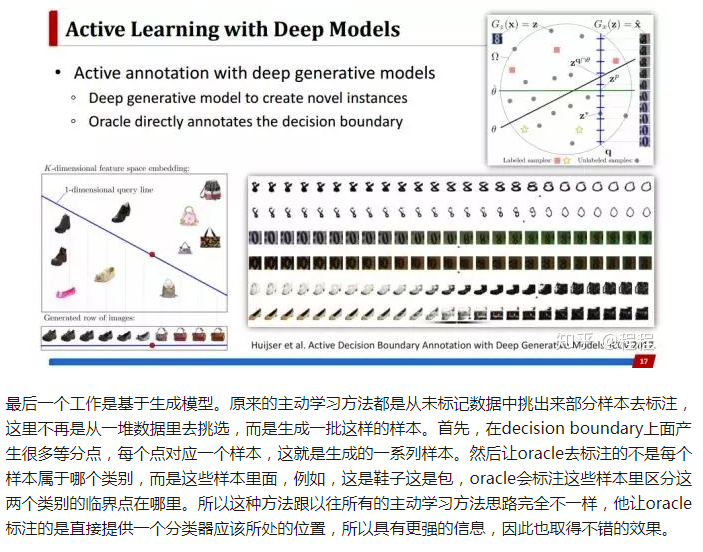 Active Learning with Deep Models
• Active annotation with deep generative models
▫ Deep generative model to create novel instances
▫ Oracle directly annotates the decision boundary
G_z(x) = z
G_x(z) = x̂
Ω
z^{q∩θ}
z^p
θ̂
z*
θ
q
Labeled samples:
Unlabeled samples:
K-dimensional feature space embedding:
1-dimensional query line
Generated row of images:
知乎 @程程
Huijser et al. Active Decision Boundary Annotation with Deep Generative Models. ICCV 2017.
17
最后一个工作是基于生成模型。原来的主动学习方法都是从未标记数据中挑出来部分样本去标注，
这里不再是从一堆数据里去挑选，而是生成一批这样的样本。首先，在decision boundary上面产
生很多等分点，每个点对应一个样本，这就是生成的一系列样本。然后让oracle去标注的不是每个
样本属于哪个类别，而是这些样本里面，例如，这是鞋子这是包，oracle会标注这些样本里区分这
两个类别的临界点在哪里。所以这种方法跟以往所有的主动学习方法思路完全不一样，他让oracle
标注的是直接提供一个分类器应该所处的位置，所以具有更强的信息，因此也取得不错的效果。